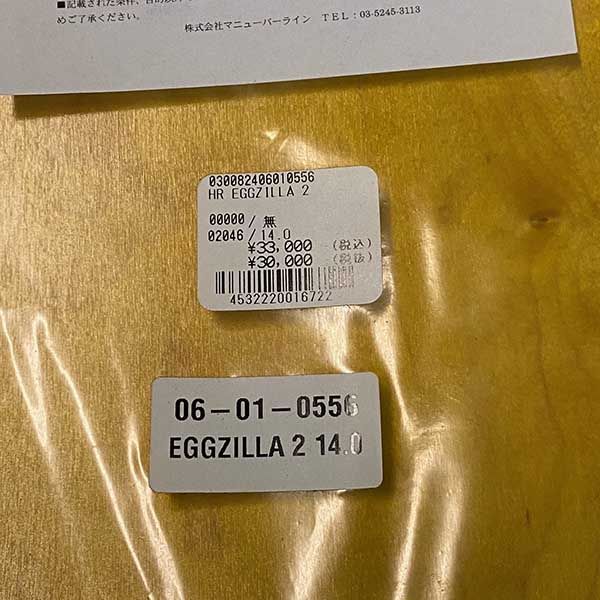 めご了承ください。
株式会社マニューバーライン TEL：03-5245-3113
030082406010556
HR EGGZILLA 2
00000 / 無
02046 / 14.0
¥33,000 (税込)
¥30,000 (税抜)
4532220016722
06-01-0556
EGGZILLA 2 14.0